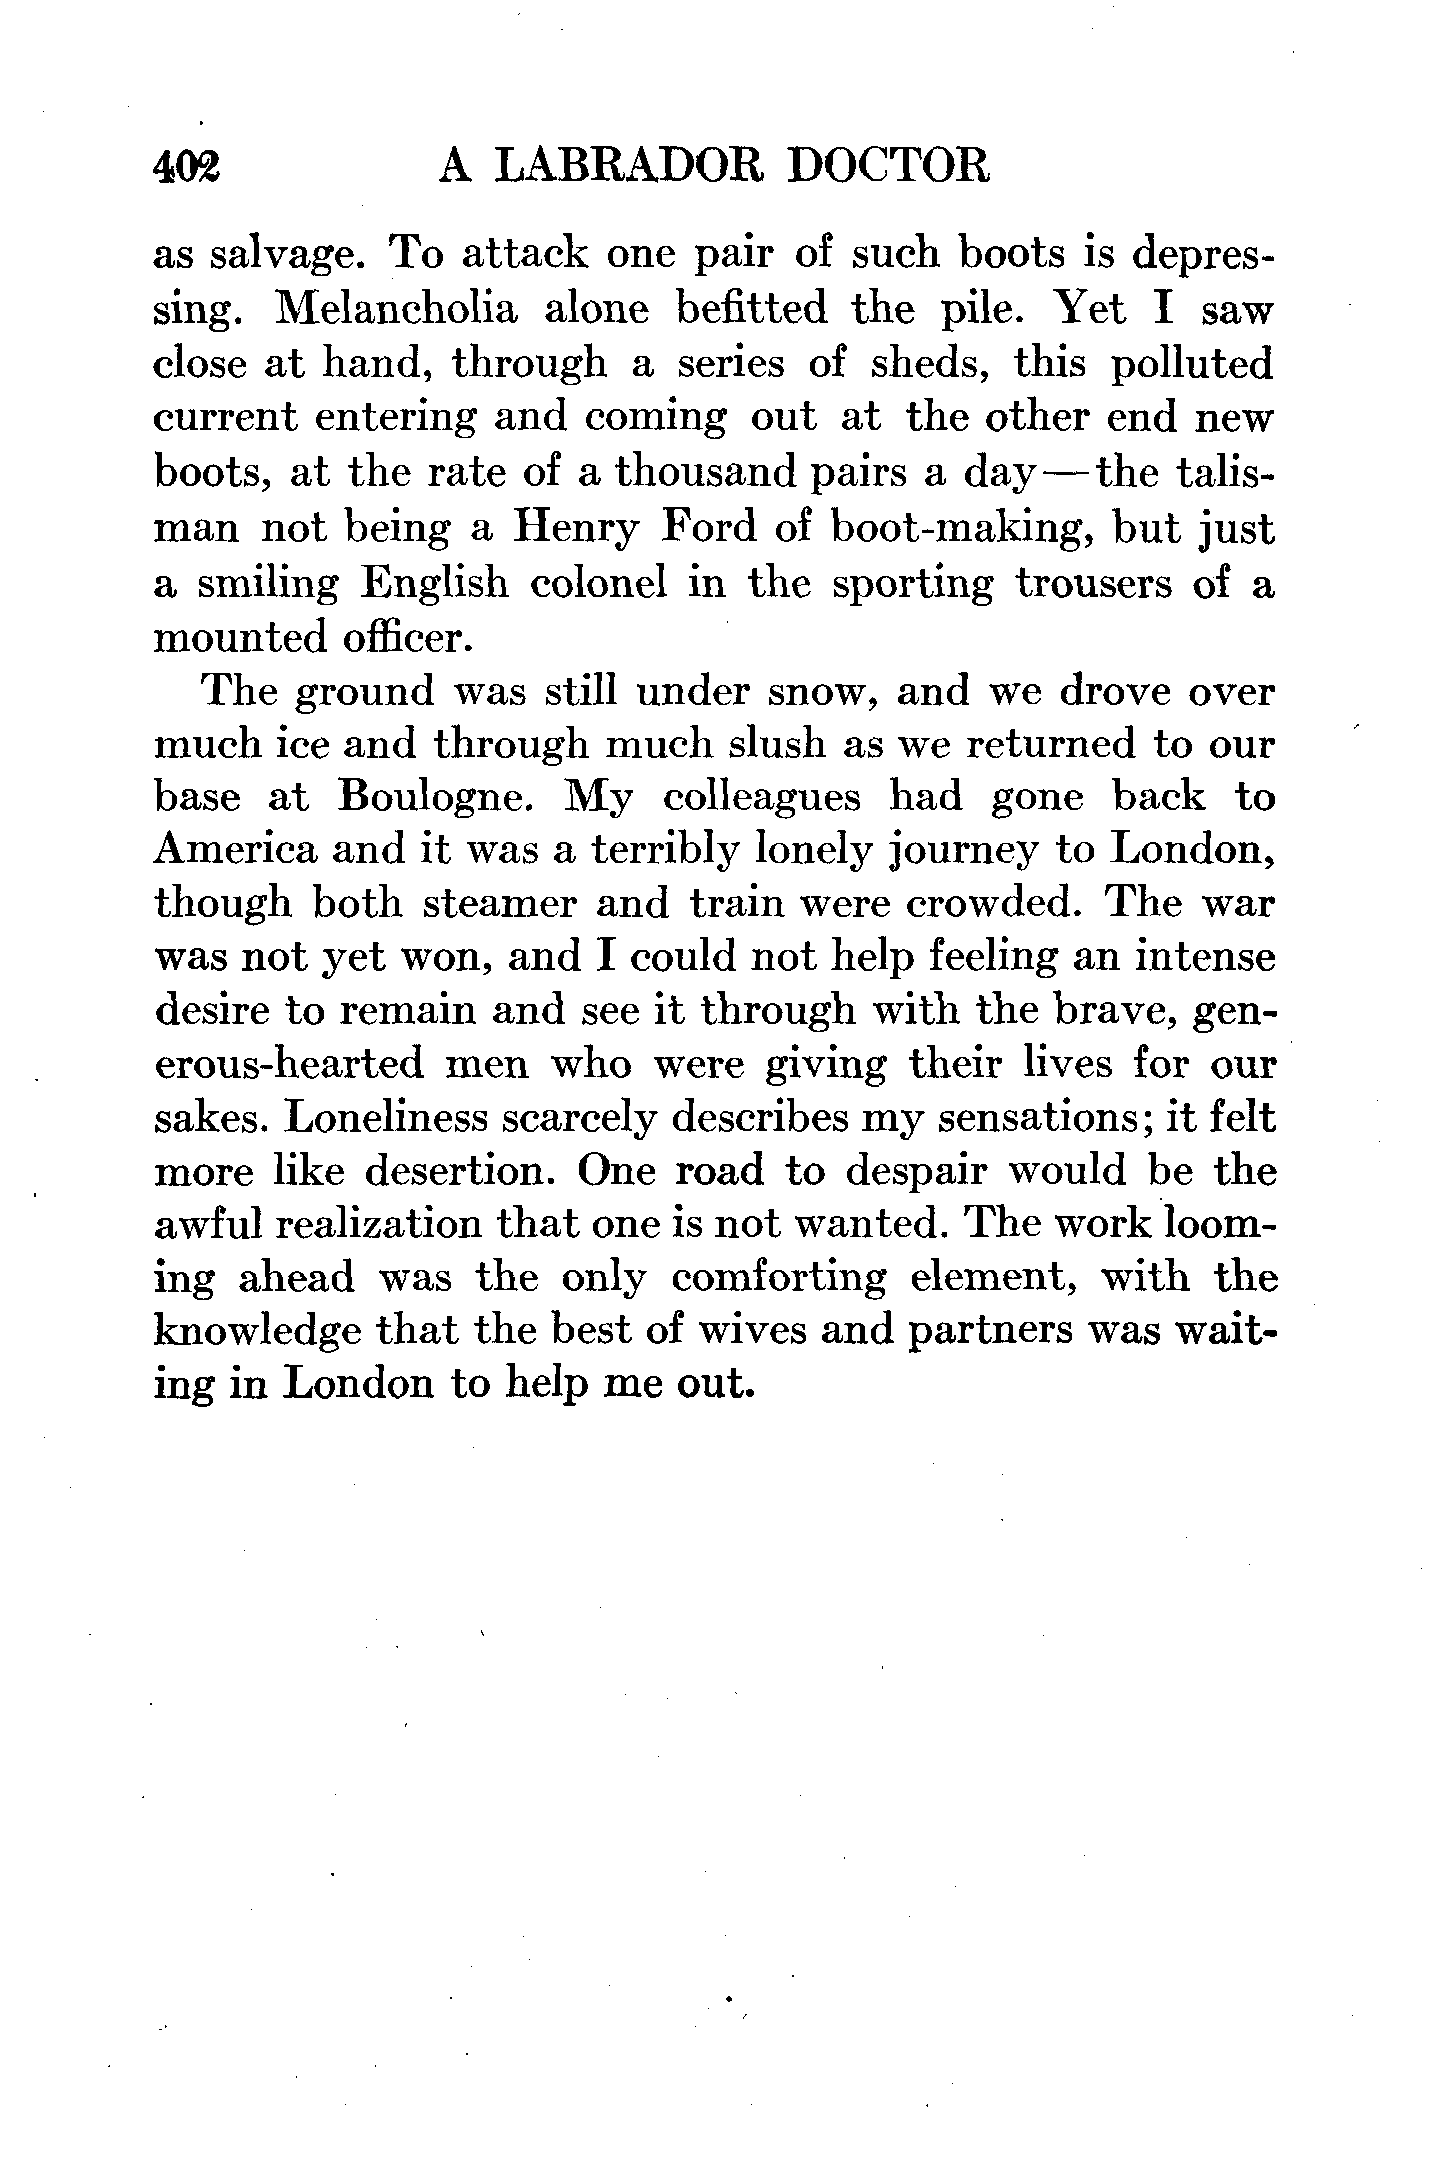 402 A LABRADOR DOCTOR
as salvage. To attack one pair of such boots is depres-
sing. Melancholia alone befitted the pile. Yet I saw
close at hand, through a series of sheds, this polluted
current entering and coming out at the other end new
boots, at the rate of a thousand pairs a day—the talis-
man not being a Henry Ford of boot-making, but just
a smiling English colonel in the sporting trousers of a
mounted officer.
The ground was still under snow, and we drove over
much ice and through much slush as we returned to our
base at Boulogne. My colleagues had gone back to
America and it was a terribly lonely journey to London,
though both steamer and train were crowded. The war
was not yet won, and I could not help feeling an intense
desire to remain and see it through with the brave, gen-
erous-hearted men who were giving their lives for our
sakes. Loneliness scarcely describes my sensations; it felt
more like desertion. One road to despair would be the
awful realization that one is not wanted. The work loom-
ing ahead was the only comforting element, with the
knowledge that the best of wives and partners was wait-
ing in London to help me out.